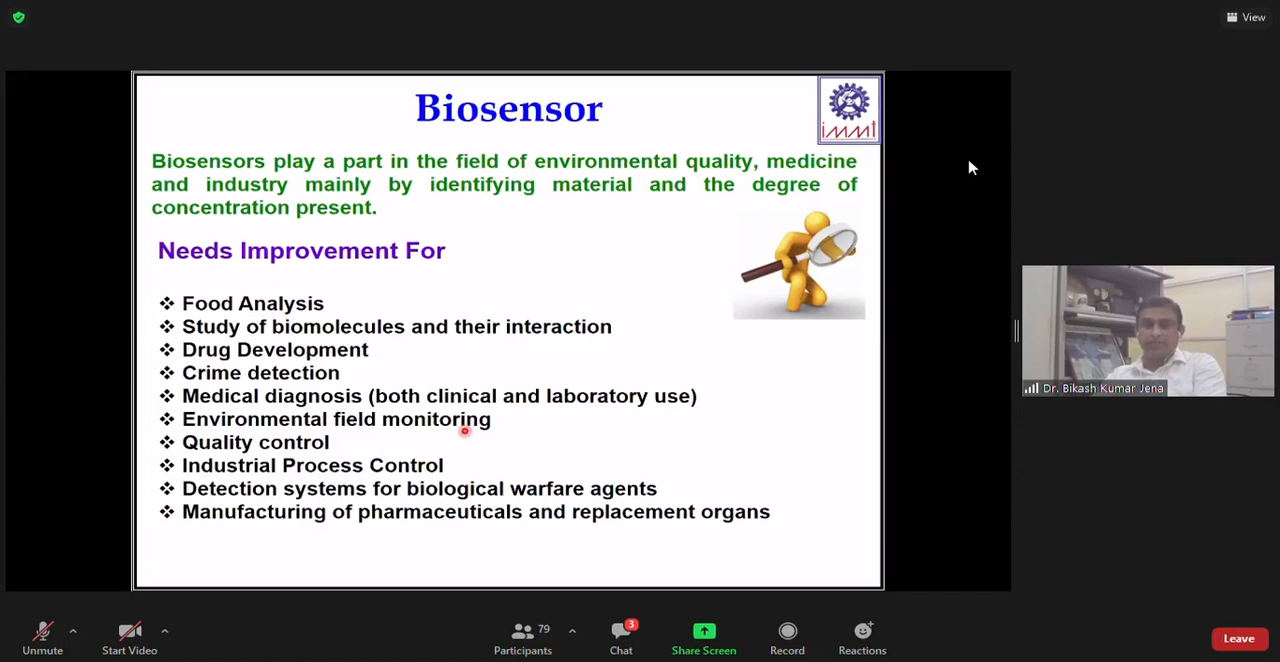 View
Biosensor
immt
Biosensors play a part in the field of environmental quality, medicine
and industry mainly by identifying material and the degree of
concentration present.
Needs Improvement For
❖ Food Analysis
❖ Study of biomolecules and their interaction
❖ Drug Development
❖ Crime detection
❖ Medical diagnosis (both clinical and laboratory use)
❖ Environmental field monitoring
❖ Quality control
❖ Industrial Process Control
❖ Detection systems for biological warfare agents
❖ Manufacturing of pharmaceuticals and replacement organs
Dr. Bikash Kumar Jena
Unmute
Start Video
Participants 79
Chat 3
Share Screen
Record
Reactions
Leave